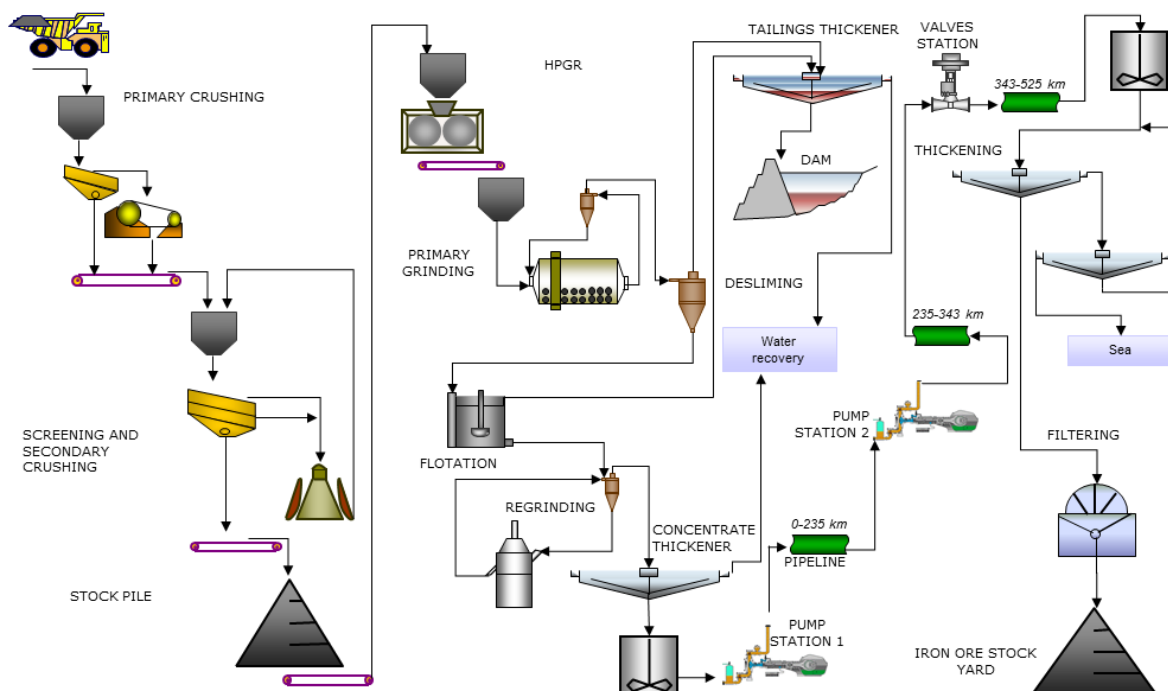 PRIMARY CRUSHING
SCREENING AND
SECONDARY
CRUSHING
STOCK PILE
HPGR
PRIMARY
GRINDING
DESLIMING
FLOTATION
REGRINDING
CONCENTRATE
THICKENER
TAILINGS THICKENER
DAM
Water
recovery
PUMP
STATION 1
0-235 km
PIPELINE
PUMP
STATION 2
235-343 km
VALVES
STATION
343-525 km
THICKENING
Sea
FILTERING
IRON ORE STOCK
YARD